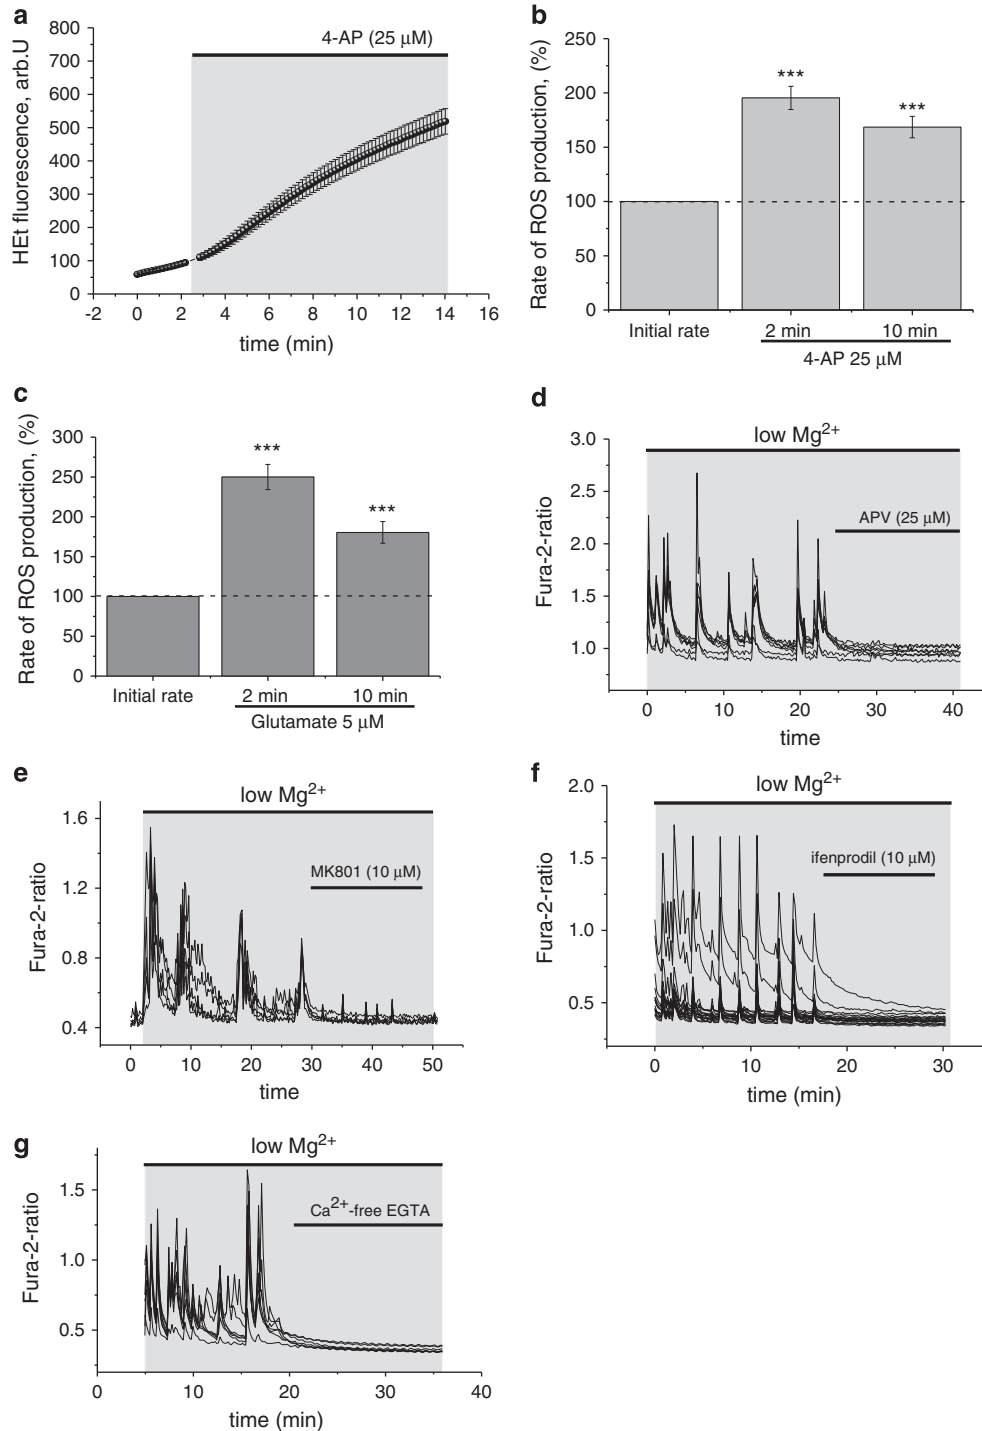 a
HEt fluorescence, arb.U
800
700
600
500
400
300
200
100
0
4-AP (25 µM)
-2 0 2 4 6 8 10 12 14 16
time (min)
b
Rate of ROS production, (%)
250
200
150
100
50
0
***
***
Initial rate 2 min 10 min
4-AP 25 µM
c
Rate of ROS production, (%)
300
250
200
150
100
50
0
***
***
Initial rate 2 min 10 min
Glutamate 5 µM
d
low Mg2+
Fura-2-ratio
3.0
2.5
2.0
1.5
1.0
APV (25 µM)
0 10 20 30 40
time
e
low Mg2+
Fura-2-ratio
1.6
1.2
0.8
0.4
MK801 (10 µM)
0 10 20 30 40 50
time
f
low Mg2+
Fura-2-ratio
2.0
1.5
1.0
0.5
ifenprodil (10 µM)
0 10 20 30
time (min)
g
low Mg2+
Fura-2-ratio
1.5
1.0
0.5
Ca2+-free EGTA
0 10 20 30 40
time (min)